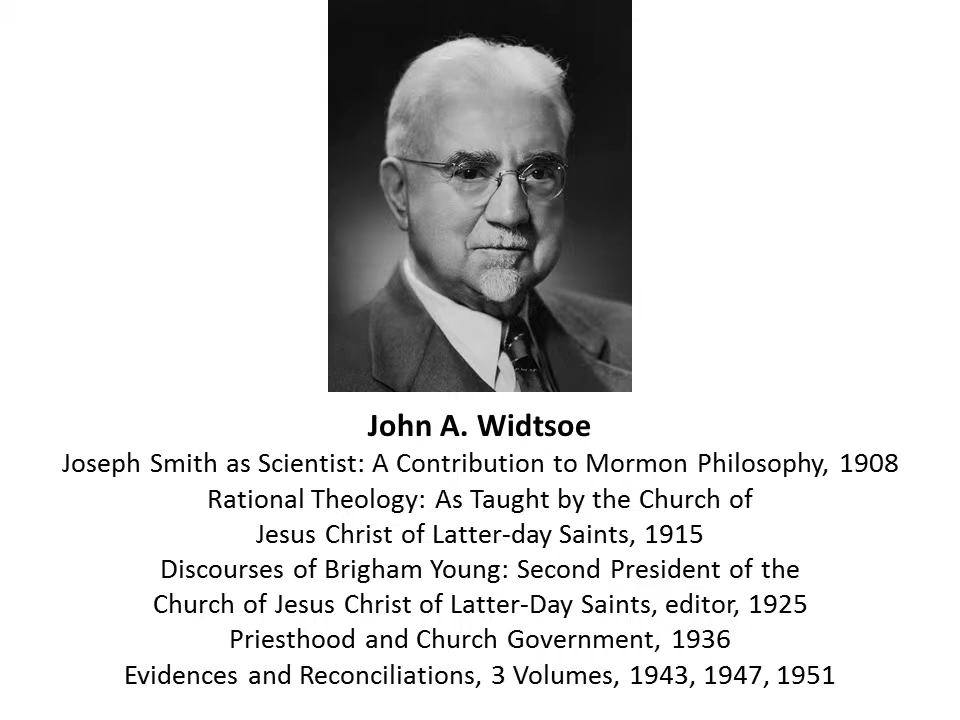 John A. Widtsoe
Joseph Smith as Scientist: A Contribution to Mormon Philosophy, 1908
Rational Theology: As Taught by the Church of
Jesus Christ of Latter-day Saints, 1915
Discourses of Brigham Young: Second President of the
Church of Jesus Christ of Latter-Day Saints, editor, 1925
Priesthood and Church Government, 1936
Evidences and Reconciliations, 3 Volumes, 1943, 1947, 1951